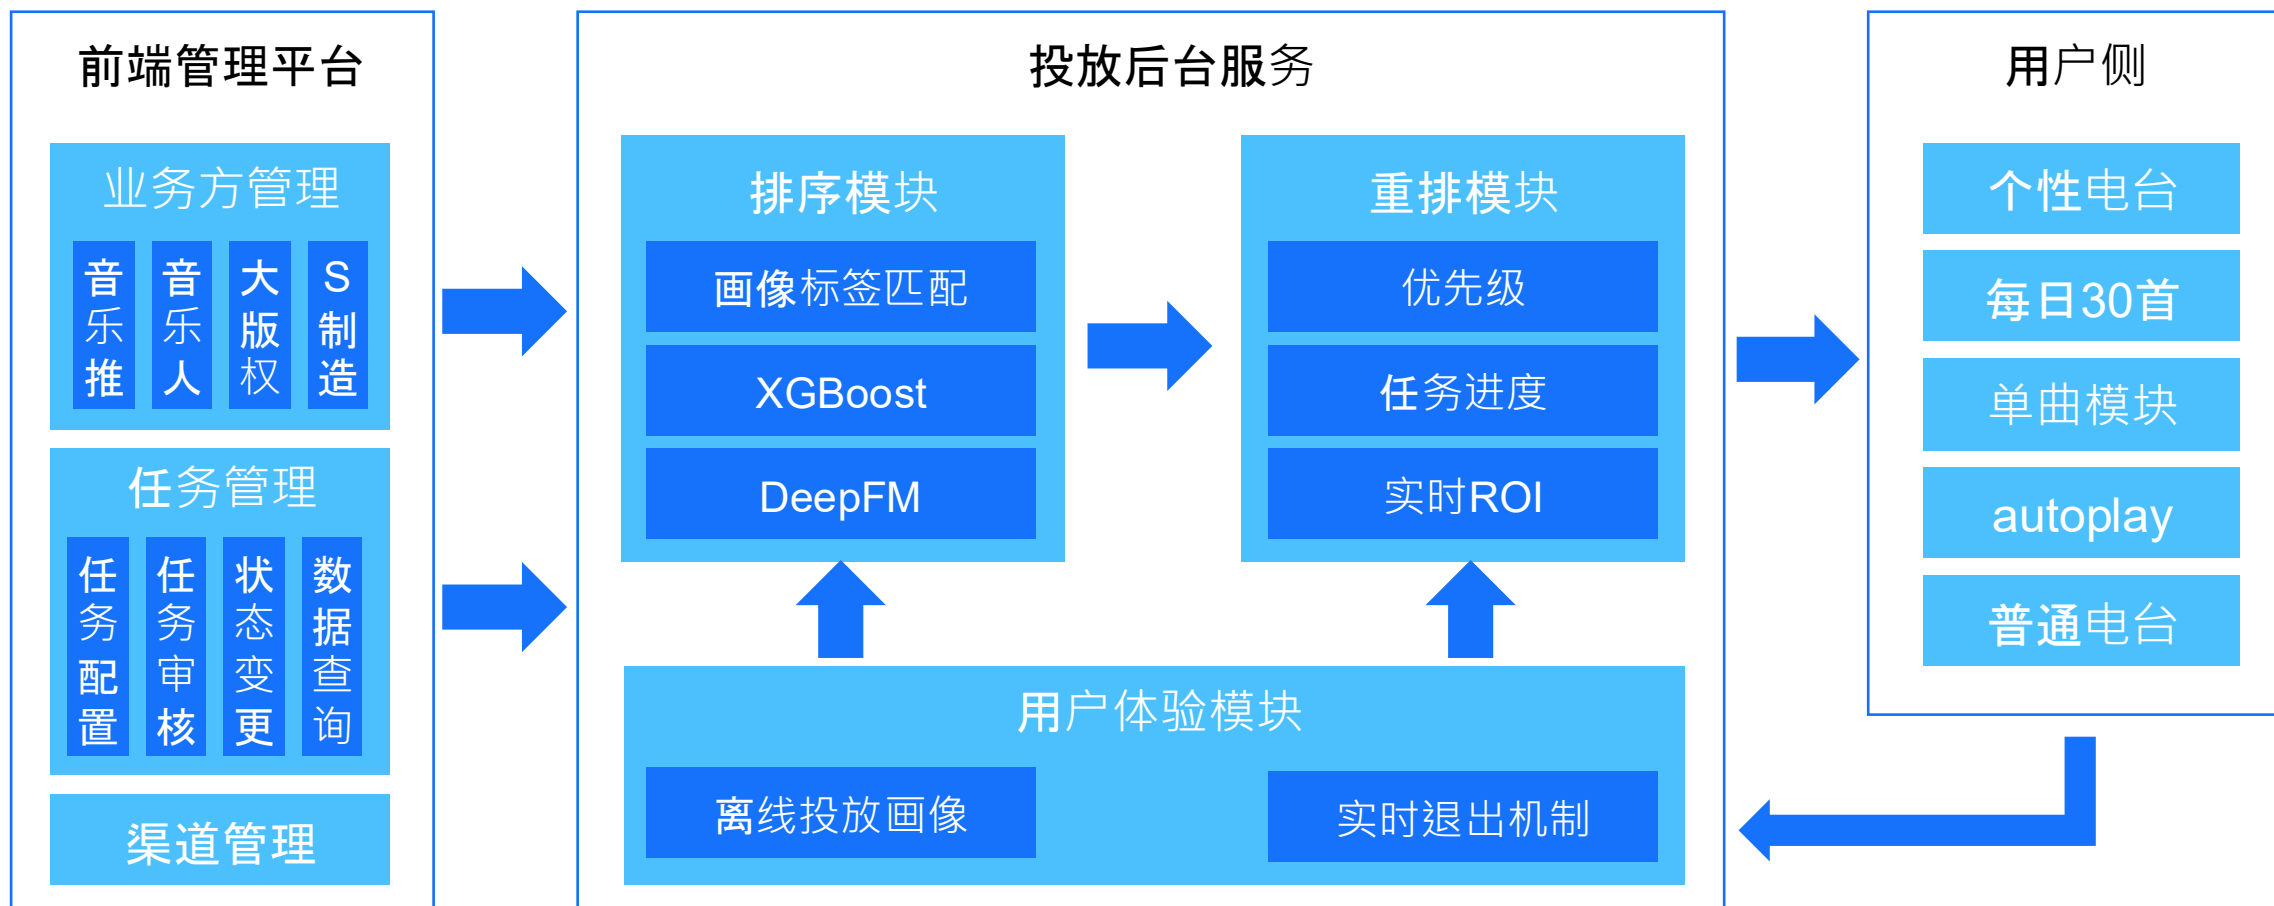 前端管理平台
业务方管理
音乐推
音乐人
大版权
S制造
任务管理
任务配置
任务审核
状态变更
数据查询
渠道管理
投放后台服务
排序模块
画像标签匹配
XGBoost
DeepFM
重排模块
优先级
任务进度
实时ROI
用户体验模块
离线投放画像
实时退出机制
用户侧
个性电台
每日30首
单曲模块
autoplay
普通电台